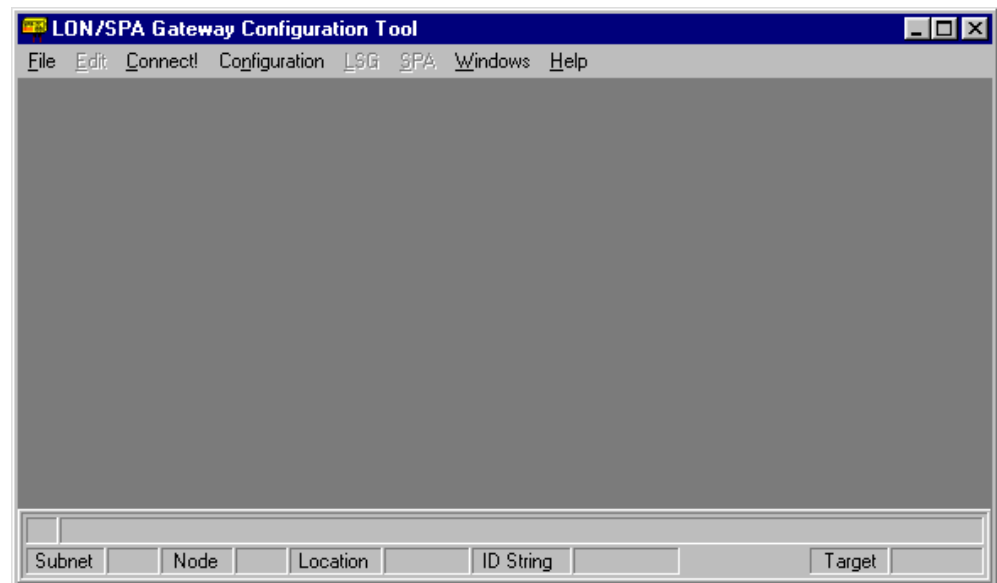 LON/SPA Gateway Configuration Tool
File Edit Connect! Configuration LSG SPA Windows Help
Subnet Node Location ID String Target